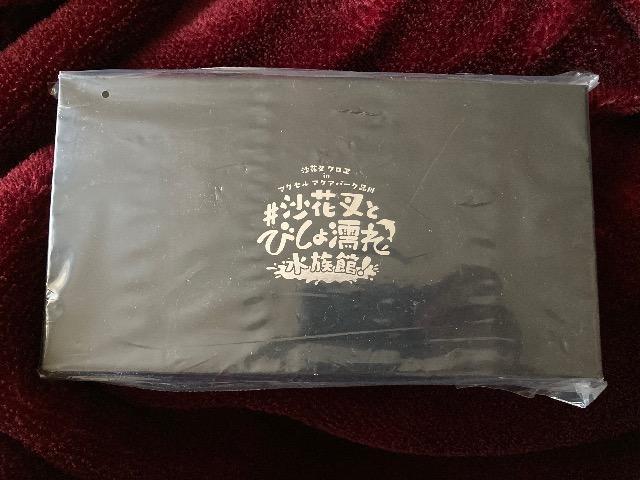 沙花叉クロヱ
in
マクセル アクアパーク品川
#沙花叉と
びしょ濡れ
水族館!